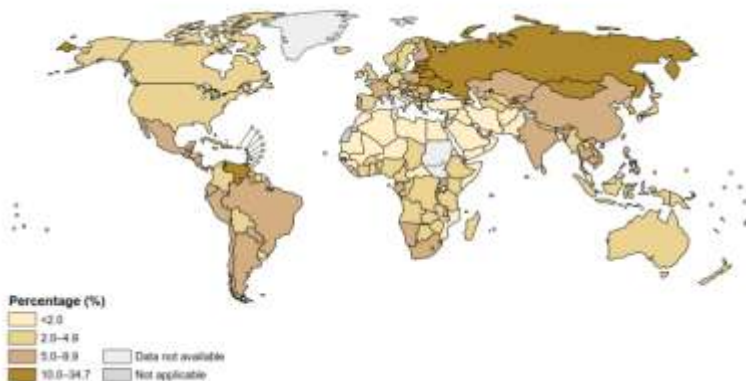 Percentage (%)
<2.0
2.0–4.9
5.0–9.9
10.0–34.7
Data not available
Not applicable